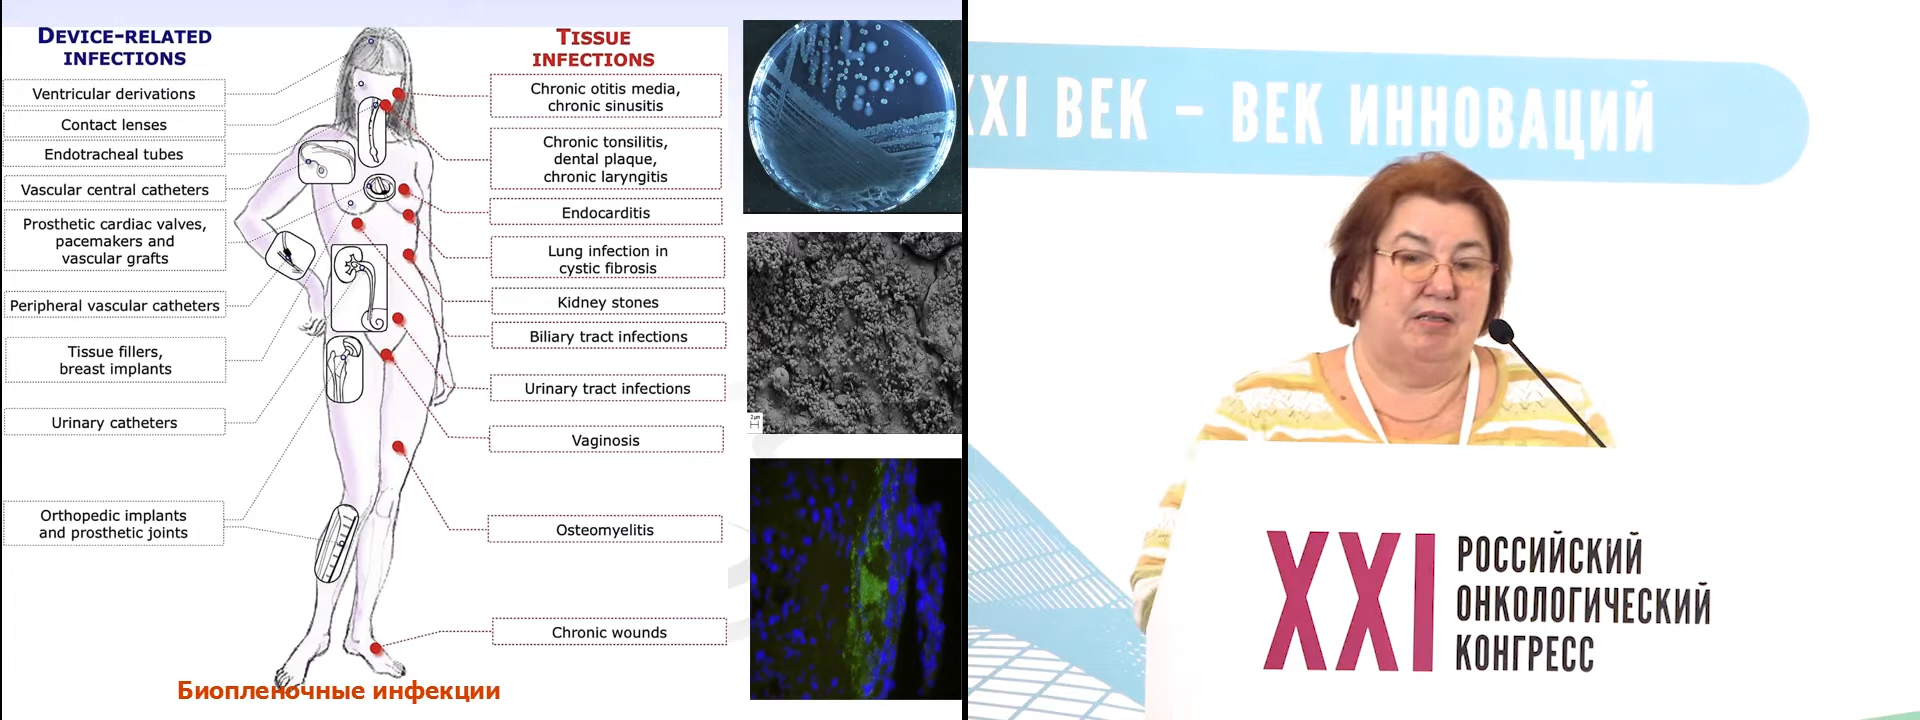 DEVICE-RELATED
INFECTIONS
Ventricular derivations
Contact lenses
Endotracheal tubes
Vascular central catheters
Prosthetic cardiac valves,
pacemakers and
vascular grafts
Peripheral vascular catheters
Tissue fillers,
breast implants
Urinary catheters
Orthopedic implants
and prosthetic joints
TISSUE
INFECTIONS
Chronic otitis media,
chronic sinusitis
Chronic tonsilitis,
dental plaque,
chronic laryngitis
Endocarditis
Lung infection in
cystic fibrosis
Kidney stones
Biliary tract infections
Urinary tract infections
Vaginosis
Osteomyelitis
Chronic wounds
Биопленочные инфекции
XXI ВЕК – ВЕК ИННОВАЦИЙ
XXI
РОССИЙСКИЙ
ОНКОЛОГИЧЕСКИЙ
КОНГРЕСС